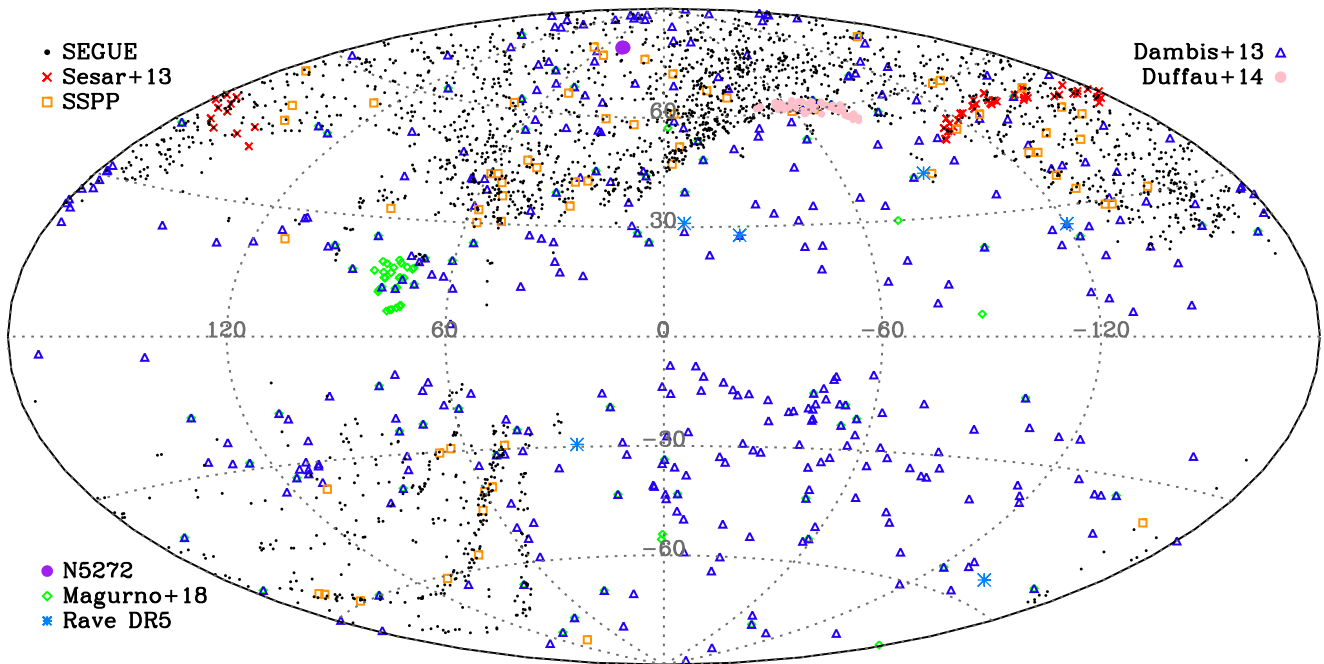 SEGUE
Sesar+13
SSPP
Dambis+13
Duffau+14
60
30
120 60 0 −60 −120
−30
−60
N5272
Magurno+18
Rave DR5